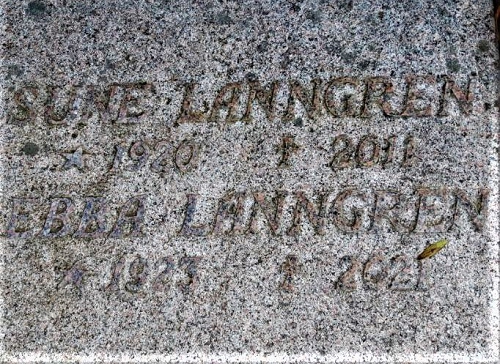 SUNE LANNGREN
★ 1920 † 2011
EBBA LANNGREN
★ 1923 † 2021